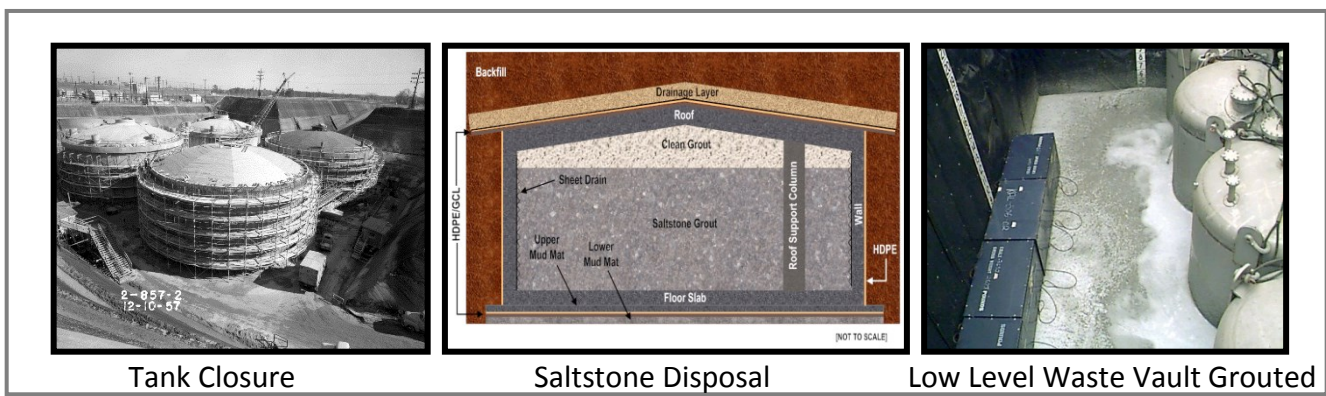 2-857-2
12-10-57
Backfill
Drainage Layer
Roof
Clean Grout
Sheet Drain
HDPE/GCL
Saltstone Grout
Roof Support Column
Wall
Upper
Mud Mat
Lower
Mud Mat
HDPE
Floor Slab
[NOT TO SCALE]
Tank Closure
Saltstone Disposal
Low Level Waste Vault Grouted